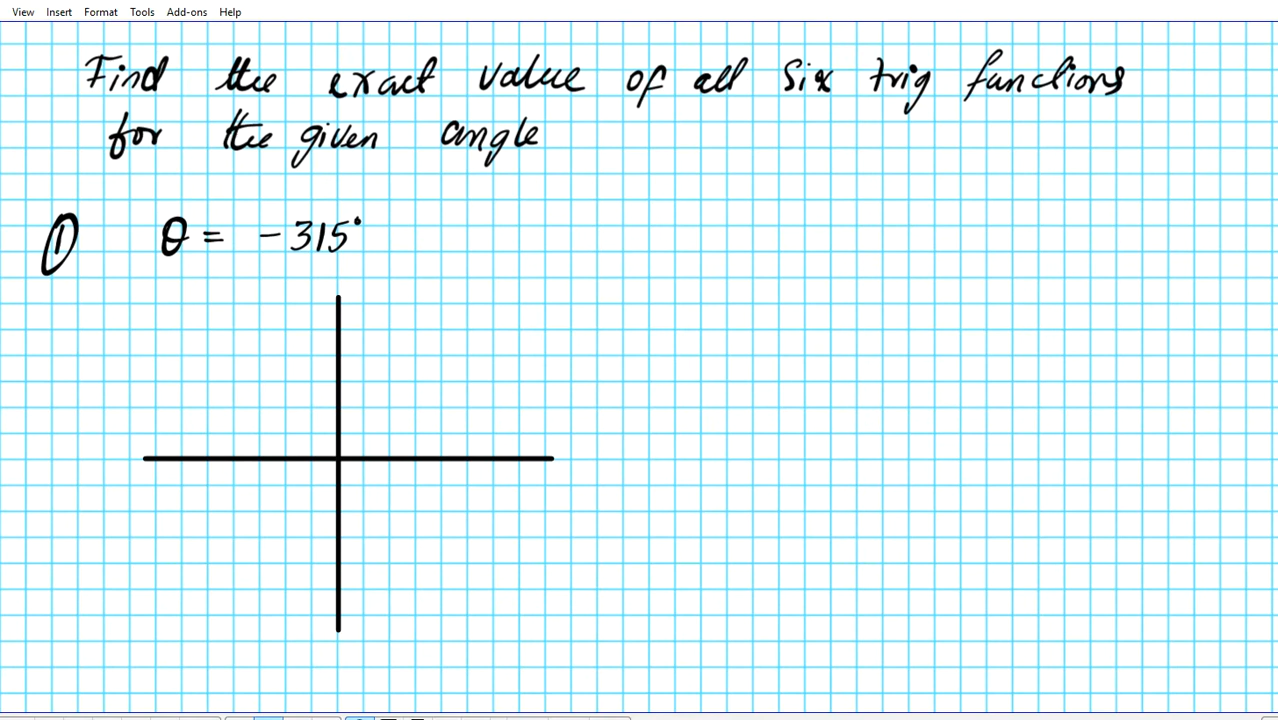 View Insert Format Tools Add-ons Help
Find the exact value of all six trig functions
for the given angle
① θ = -315°